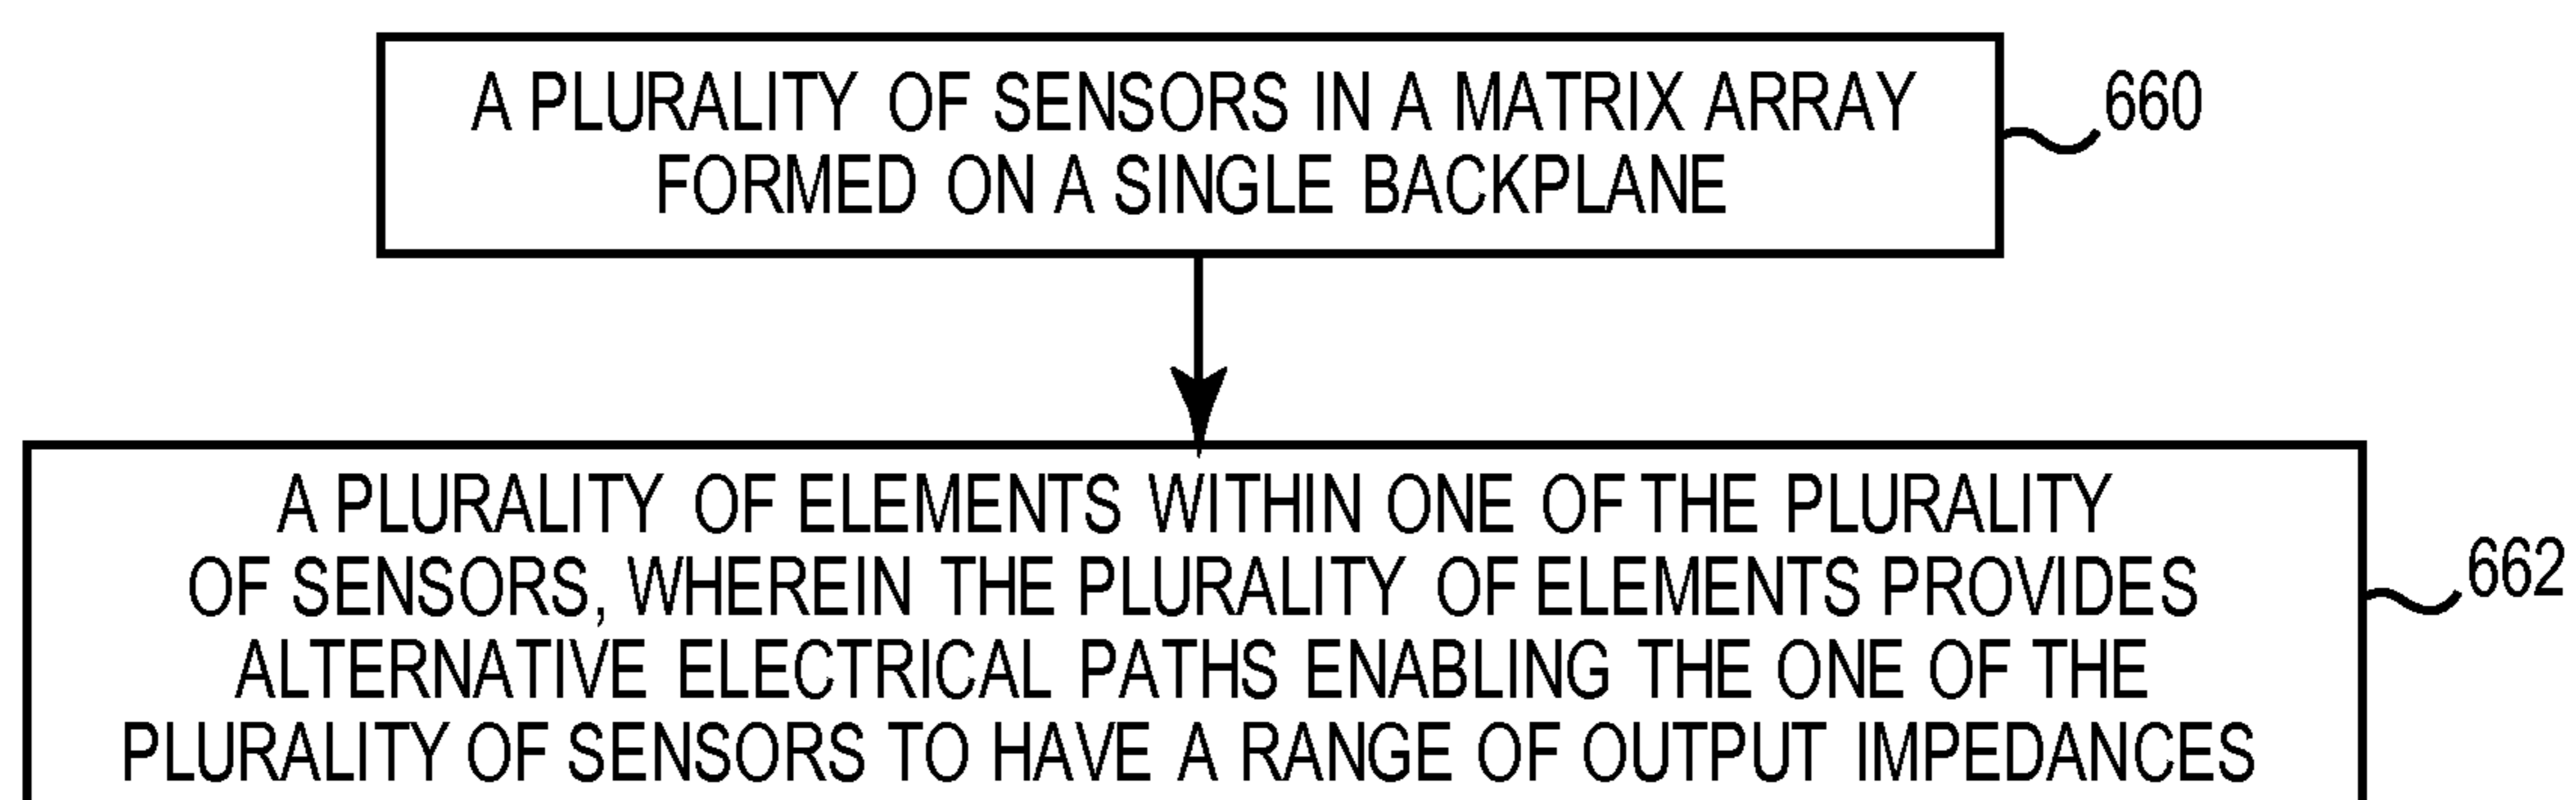 A PLURALITY OF SENSORS IN A MATRIX ARRAY
FORMED ON A SINGLE BACKPLANE
660
A PLURALITY OF ELEMENTS WITHIN ONE OF THE PLURALITY
OF SENSORS, WHEREIN THE PLURALITY OF ELEMENTS PROVIDES
ALTERNATIVE ELECTRICAL PATHS ENABLING THE ONE OF THE
PLURALITY OF SENSORS TO HAVE A RANGE OF OUTPUT IMPEDANCES
662